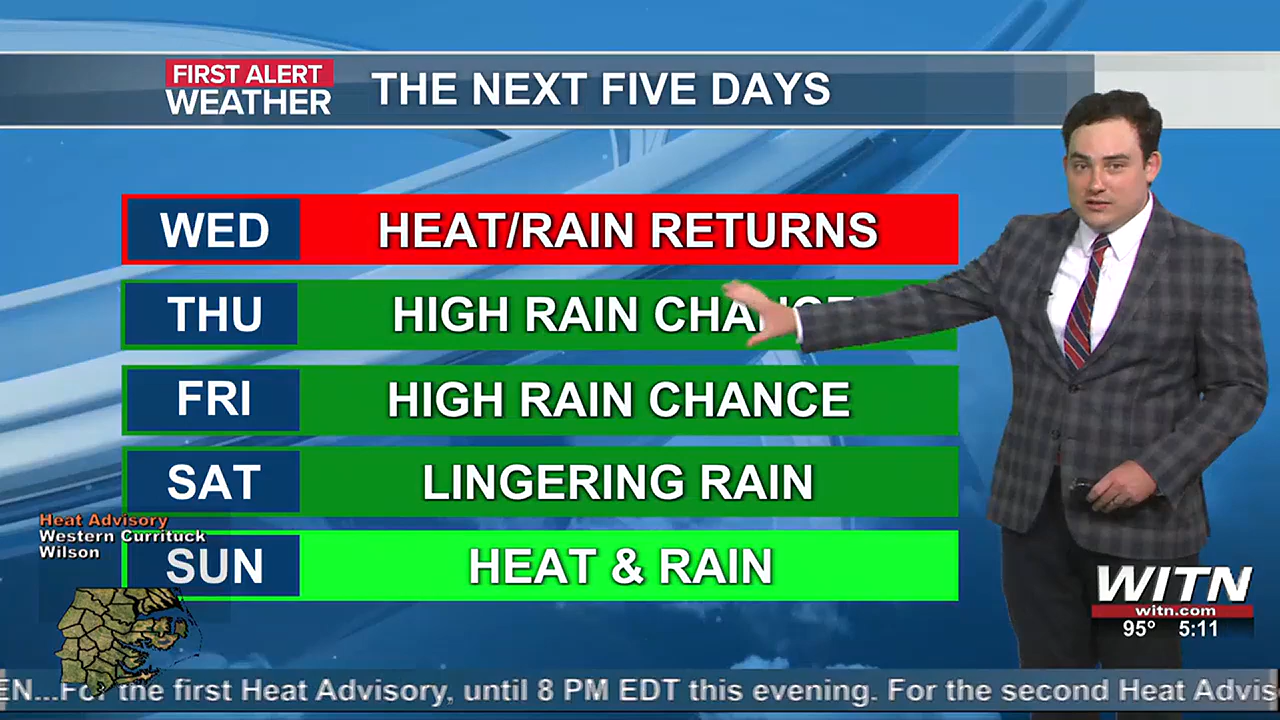 FIRST ALERT
WEATHER
THE NEXT FIVE DAYS
WED HEAT/RAIN RETURNS
THU HIGH RAIN
FRI HIGH RAIN CHANCE
SAT LINGERING RAIN
Heat Advisory
Western Currituck
Wilson
SUN HEAT & RAIN
WITN
witn.com
95° 5:11
the first Heat Advisory, until 8 PM EDT this evening. For the second Heat